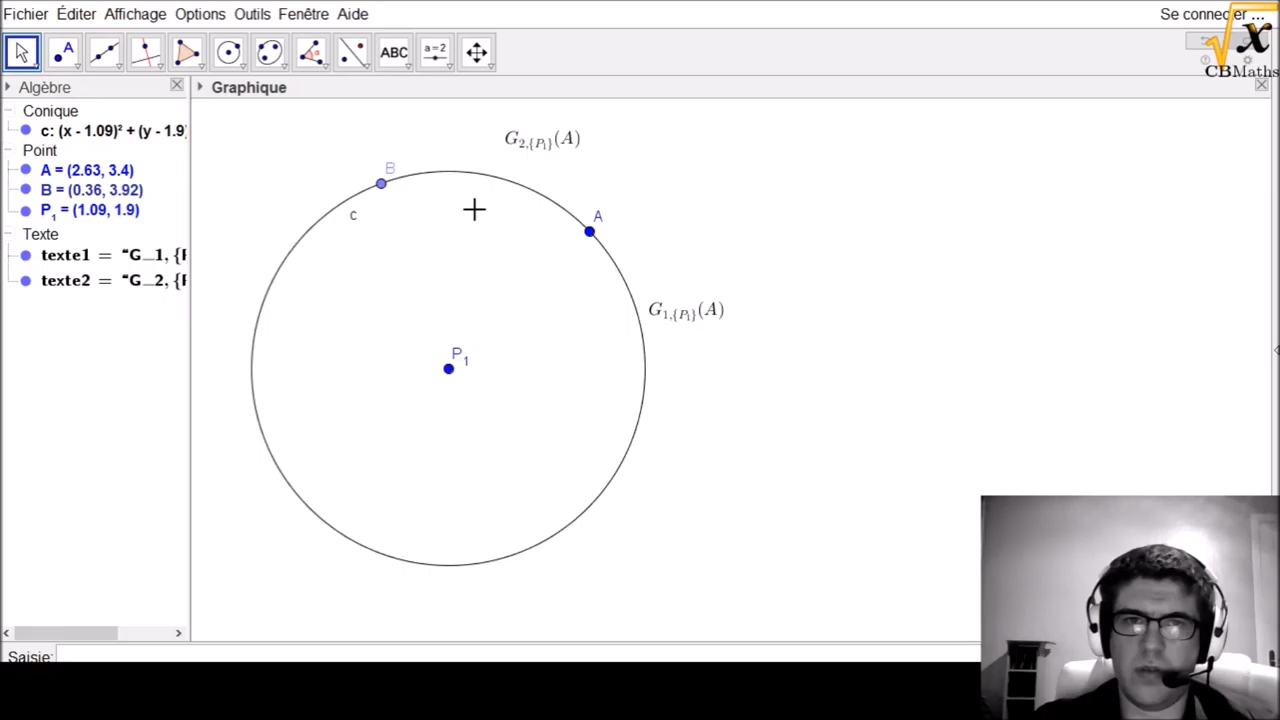 Fichier Éditer Affichage Options Outils Fenêtre Aide
Se connecter ...
A
ABC
a=2
x
CBMaths
Algèbre
Graphique
Conique
c: (x - 1.09)² + (y - 1.9)
Point
A = (2.63, 3.4)
B = (0.36, 3.92)
P₁ = (1.09, 1.9)
Texte
texte1 = “G_1, {P
texte2 = “G_2, {P
G₂,{P₁}(A)
B
c
A
G₁,{P₁}(A)
P₁
Saisie: